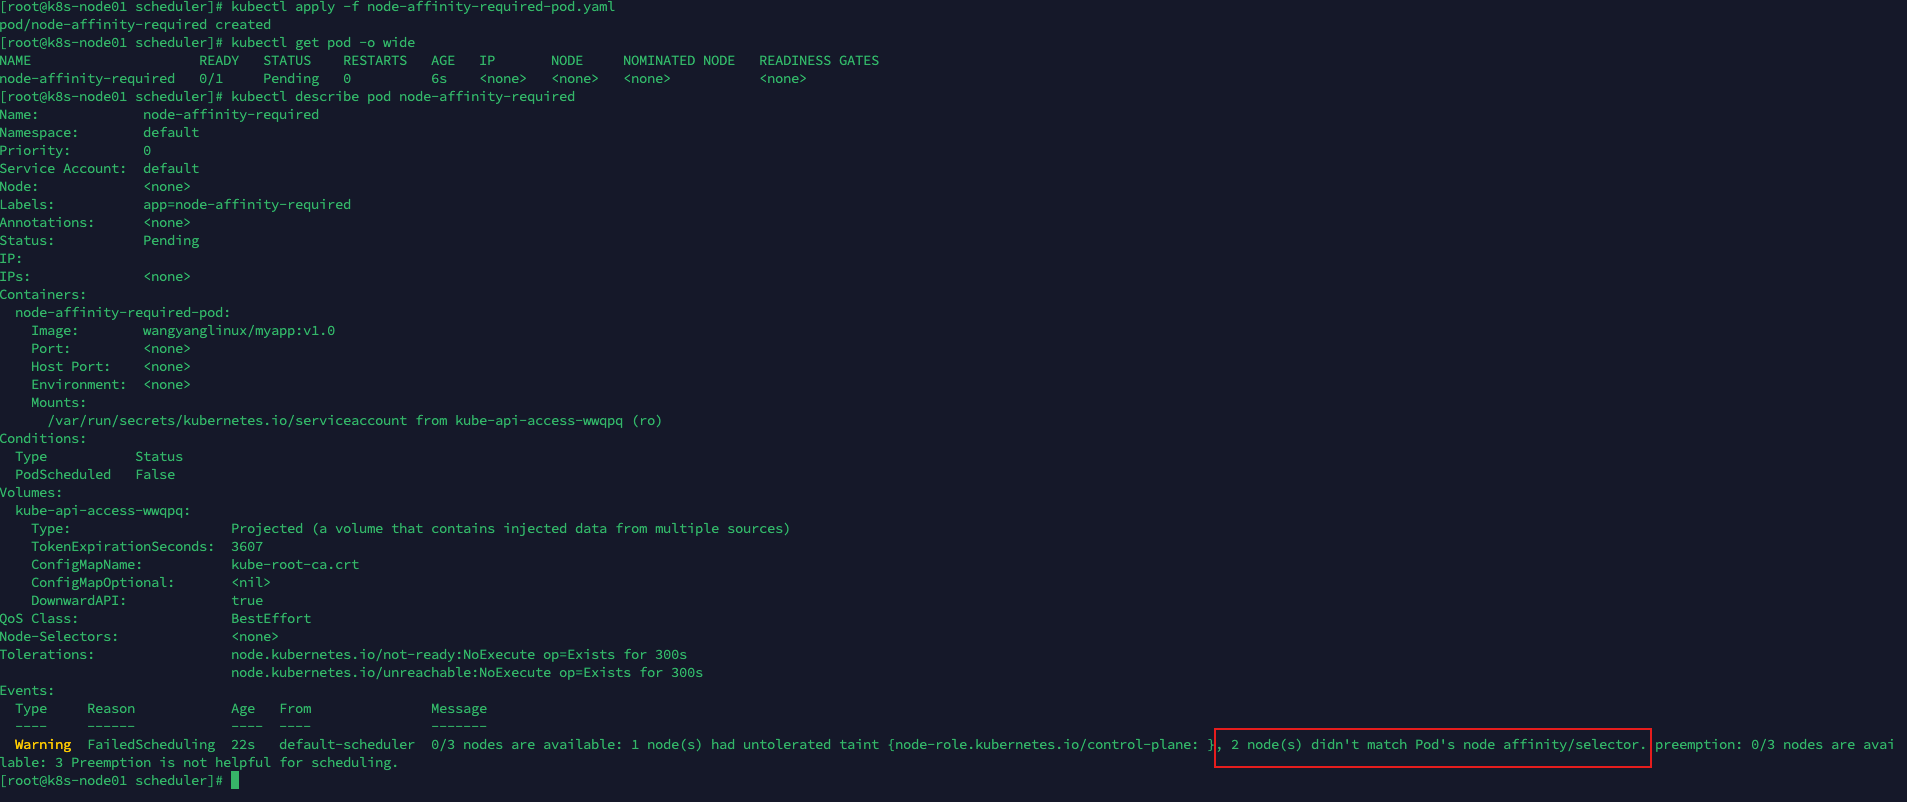 [root@k8s-node01 scheduler]# kubectl apply -f node-affinity-required-pod.yaml
pod/node-affinity-required created
[root@k8s-node01 scheduler]# kubectl get pod -o wide
NAME                     READY   STATUS    RESTARTS   AGE   IP       NODE     NOMINATED NODE   READINESS GATES
node-affinity-required   0/1     Pending   0          6s    <none>   <none>   <none>           <none>
[root@k8s-node01 scheduler]# kubectl describe pod node-affinity-required
Name:             node-affinity-required
Namespace:        default
Priority:         0
Service Account:  default
Node:             <none>
Labels:           app=node-affinity-required
Annotations:      <none>
Status:           Pending
IP:
IPs:              <none>
Containers:
  node-affinity-required-pod:
    Image:        wangyanglinux/myapp:v1.0
    Port:         <none>
    Host Port:    <none>
    Environment:  <none>
    Mounts:
      /var/run/secrets/kubernetes.io/serviceaccount from kube-api-access-wwqpq (ro)
Conditions:
  Type           Status
  PodScheduled   False
Volumes:
  kube-api-access-wwqpq:
    Type:                    Projected (a volume that contains injected data from multiple sources)
    TokenExpirationSeconds:  3607
    ConfigMapName:           kube-root-ca.crt
    ConfigMapOptional:       <nil>
    DownwardAPI:             true
QoS Class:                   BestEffort
Node-Selectors:              <none>
Tolerations:                 node.kubernetes.io/not-ready:NoExecute op=Exists for 300s
                             node.kubernetes.io/unreachable:NoExecute op=Exists for 300s
Events:
  Type     Reason            Age   From               Message
  ----     ------            ----  ----               -------
  Warning  FailedScheduling  22s   default-scheduler  0/3 nodes are available: 1 node(s) had untolerated taint {node-role.kubernetes.io/control-plane: }, 2 node(s) didn't match Pod's node affinity/selector. preemption: 0/3 nodes are avai
lable: 3 Preemption is not helpful for scheduling.
[root@k8s-node01 scheduler]#